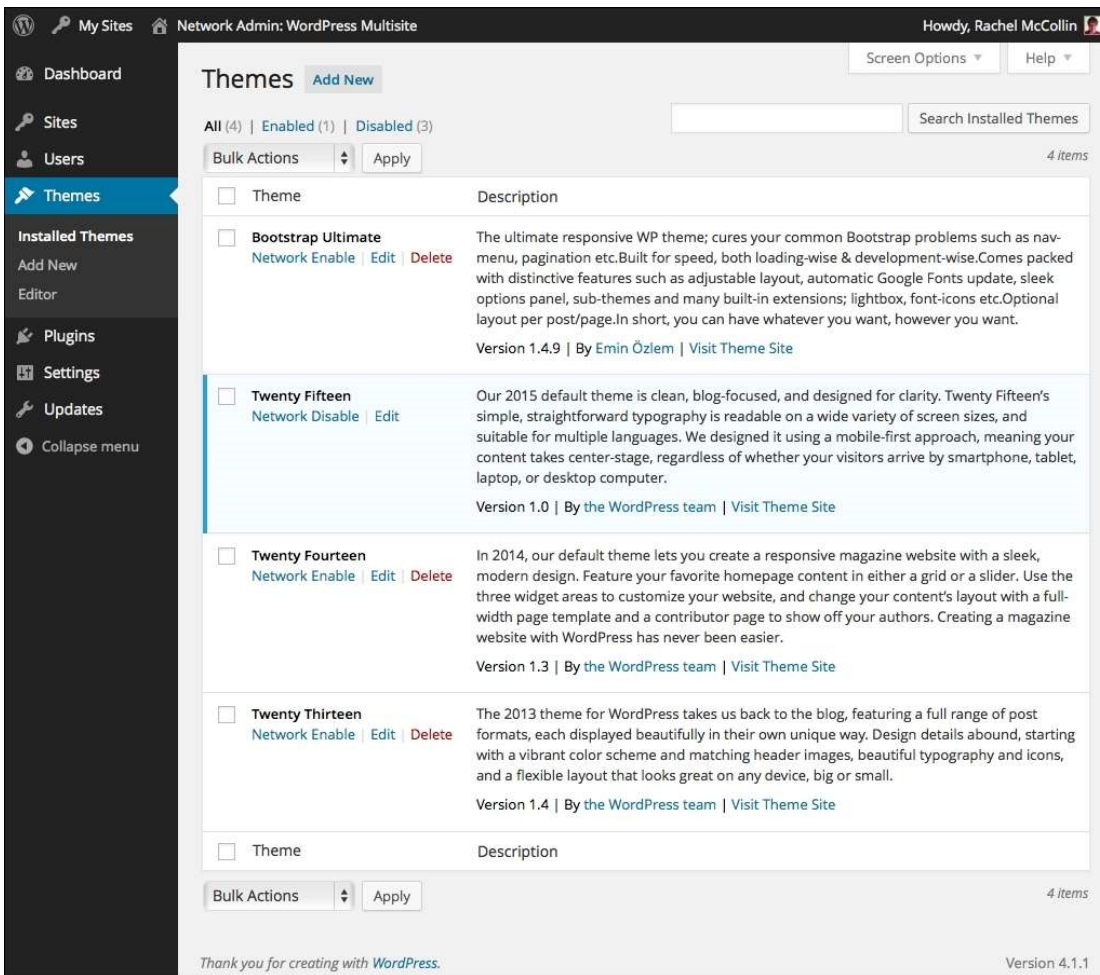 My Sites Network Admin: WordPress Multisite Howdy, Rachel McCollin
Screen Options Help
Dashboard
Sites
Users
Themes
Installed Themes
Add New
Editor
Plugins
Settings
Updates
Collapse menu
Themes Add New
All (4) | Enabled (1) | Disabled (3)
Search Installed Themes
Bulk Actions Apply
4 items
Theme Description
Bootstrap Ultimate
Network Enable | Edit | Delete
The ultimate responsive WP theme; cures your common Bootstrap problems such as nav-
menu, pagination etc.Built for speed, both loading-wise & development-wise.Comes packed
with distinctive features such as adjustable layout, automatic Google Fonts update, sleek
options panel, sub-themes and many built-in extensions; lightbox, font-icons etc.Optional
layout per post/page.In short, you can have whatever you want, however you want.
Version 1.4.9 | By Emin Özlem | Visit Theme Site
Twenty Fifteen
Network Disable | Edit
Our 2015 default theme is clean, blog-focused, and designed for clarity. Twenty Fifteen's
simple, straightforward typography is readable on a wide variety of screen sizes, and
suitable for multiple languages. We designed it using a mobile-first approach, meaning your
content takes center-stage, regardless of whether your visitors arrive by smartphone, tablet,
laptop, or desktop computer.
Version 1.0 | By the WordPress team | Visit Theme Site
Twenty Fourteen
Network Enable | Edit | Delete
In 2014, our default theme lets you create a responsive magazine website with a sleek,
modern design. Feature your favorite homepage content in either a grid or a slider. Use the
three widget areas to customize your website, and change your content's layout with a full-
width page template and a contributor page to show off your authors. Creating a magazine
website with WordPress has never been easier.
Version 1.3 | By the WordPress team | Visit Theme Site
Twenty Thirteen
Network Enable | Edit | Delete
The 2013 theme for WordPress takes us back to the blog, featuring a full range of post
formats, each displayed beautifully in their own unique way. Design details abound, starting
with a vibrant color scheme and matching header images, beautiful typography and icons,
and a flexible layout that looks great on any device, big or small.
Version 1.4 | By the WordPress team | Visit Theme Site
Theme Description
Bulk Actions Apply
4 items
Thank you for creating with WordPress.
Version 4.1.1